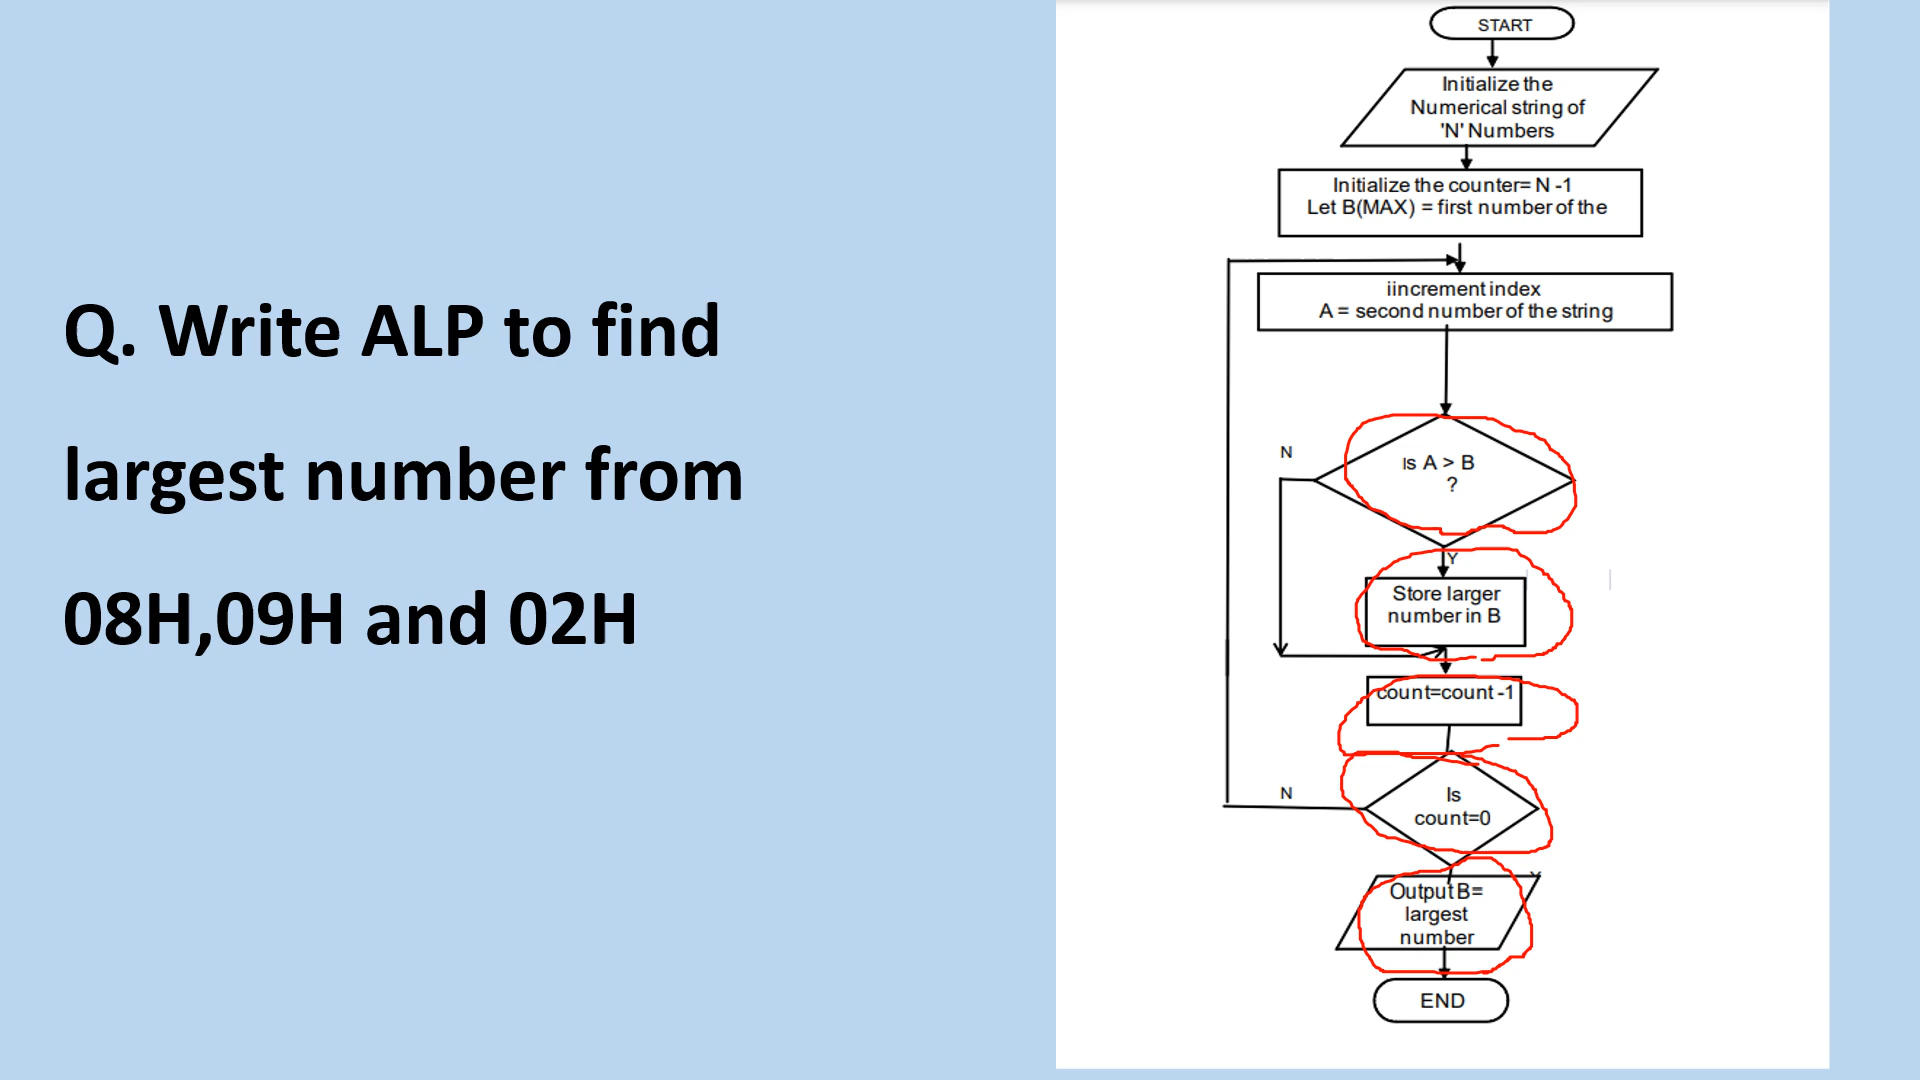 Q. Write ALP to find
largest number from
08H,09H and 02H
START
Initialize the
Numerical string of
'N' Numbers
Initialize the counter= N -1
Let B(MAX) = first number of the
iincrement index
A = second number of the string
N
Is A > B
?
Y
Store larger
number in B
count=count -1
N
Is
count=0
Output B=
largest
number
END